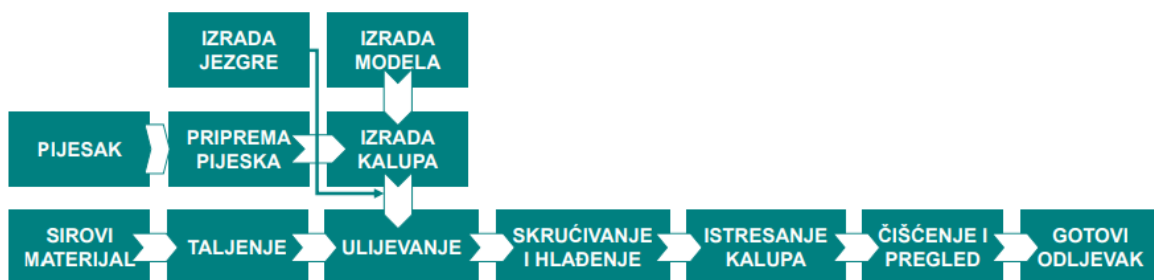 IZRADA
JEZGRE
IZRADA
MODELA
PIJESAK
PRIPREMA
PIJESKA
IZRADA
KALUPA
SIROVI
MATERIJAL
TALJENJE
ULIJEVANJE
SKRUĆIVANJE
I HLAĐENJE
ISTRESANJE
KALUPA
ČIŠĆENJE I
PREGLED
GOTOVI
ODLJEVAK